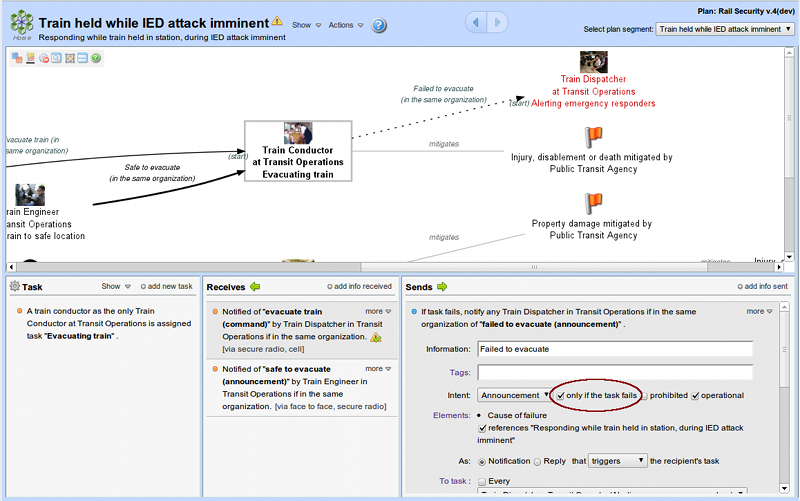 Train held while IED attack imminent
Show Actions ?
Plan: Rail Security v.4(dev)
Home
Responding while train held in station, during IED attack imminent
Select plan segment: Train held while IED attack imminent
Failed to evacuate
(in the same organization)
(start)
Train Dispatcher
at Transit Operations
Alerting emergency responders
vacuate train (in
same organization)
(start)
Train Conductor
at Transit Operations
Evacuating train
mitigates
Safe to evacuate
(in the same organization)
Injury, disablement or death mitigated by
Public Transit Agency
rain Engineer
ransit Operations
rain to safe location
Property damage mitigated by
Public Transit Agency
mitigates
mitigates
Task Show add new task
A train conductor as the only Train
Conductor at Transit Operations is assigned
task "Evacuating train" .
Receives add info received
Notified of "evacuate train more
(command)" by Train Dispatcher in Transit
Operations if in the same organization.
[via secure radio, cell]
Notified of "safe to evacuate more
(announcement)" by Train Engineer in
Transit Operations if in the same
organization. [via face to face, secure radio]
Sends add info sent
If task fails, notify any Train Dispatcher in Transit Operations if in the same more
organization of "failed to evacuate (announcement)" .
Information: Failed to evacuate
Tags:
Intent: Announcement only if the task fails prohibited operational
Elements: • Cause of failure
references "Responding while train held in station, during IED attack
imminent"
As: Notification Reply that triggers the recipient's task
To task : Every